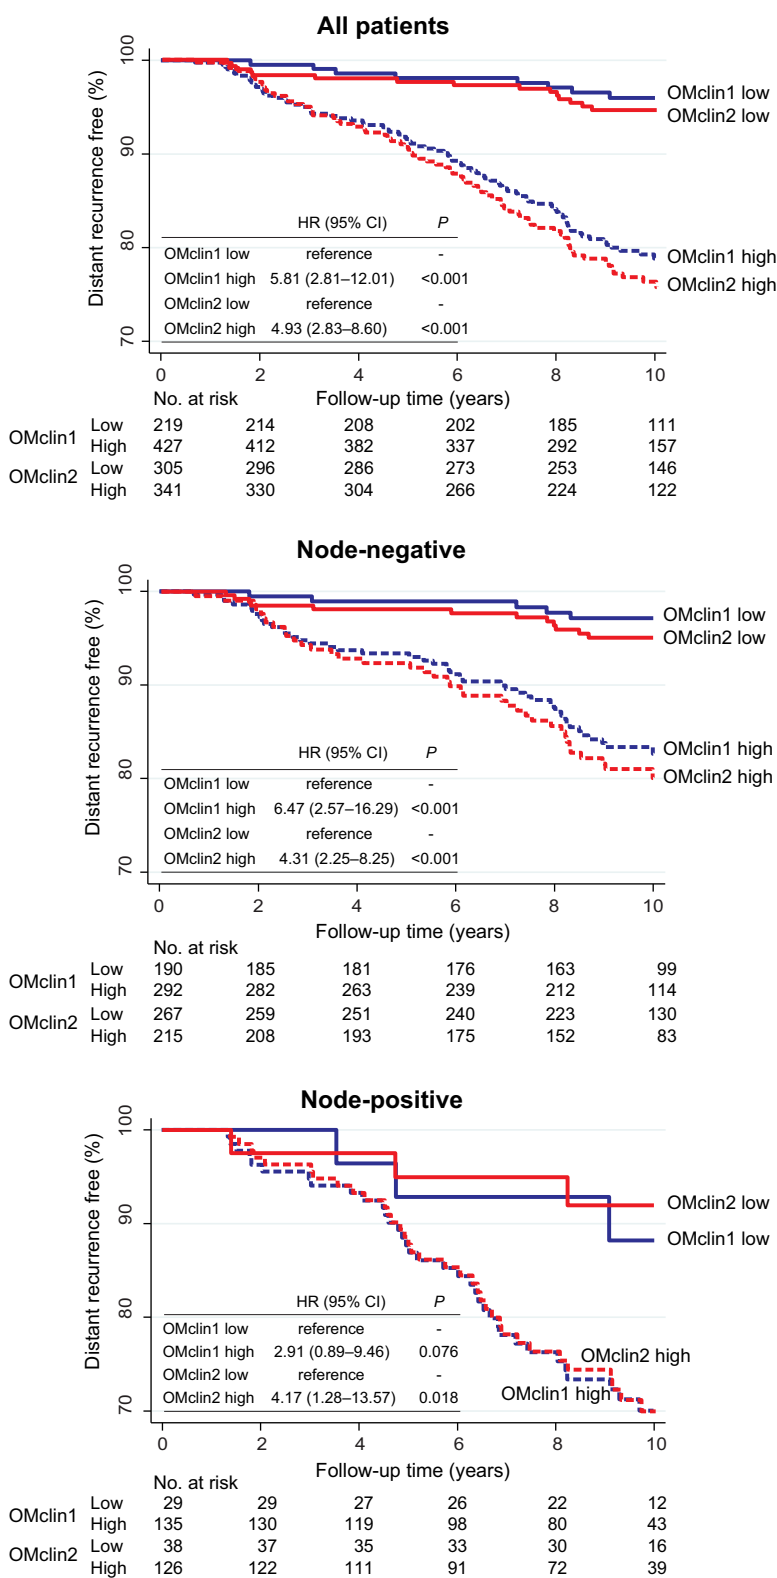 All patients
Distant recurrence free (%)
100
90
80
70
OMclin1 low
OMclin2 low
OMclin1 high
OMclin2 high
HR (95% CI) P
OMclin1 low reference -
OMclin1 high 5.81 (2.81–12.01) <0.001
OMclin2 low reference -
OMclin2 high 4.93 (2.83–8.60) <0.001
0 2 4 6 8 10
No. at risk Follow-up time (years)
OMclin1 Low 219 214 208 202 185 111
High 427 412 382 337 292 157
OMclin2 Low 305 296 286 273 253 146
High 341 330 304 266 224 122
Node-negative
Distant recurrence free (%)
100
90
80
70
OMclin1 low
OMclin2 low
OMclin1 high
OMclin2 high
HR (95% CI) P
OMclin1 low reference -
OMclin1 high 6.47 (2.57–16.29) <0.001
OMclin2 low reference -
OMclin2 high 4.31 (2.25–8.25) <0.001
0 2 4 6 8 10
Follow-up time (years)
No. at risk
OMclin1 Low 190 185 181 176 163 99
High 292 282 263 239 212 114
OMclin2 Low 267 259 251 240 223 130
High 215 208 193 175 152 83
Node-positive
Distant recurrence free (%)
100
90
80
70
OMclin2 low
OMclin1 low
OMclin2 high
OMclin1 high
HR (95% CI) P
OMclin1 low reference -
OMclin1 high 2.91 (0.89–9.46) 0.076
OMclin2 low reference -
OMclin2 high 4.17 (1.28–13.57) 0.018
0 2 4 6 8 10
Follow-up time (years)
No. at risk
OMclin1 Low 29 29 27 26 22 12
High 135 130 119 98 80 43
OMclin2 Low 38 37 35 33 30 16
High 126 122 111 91 72 39